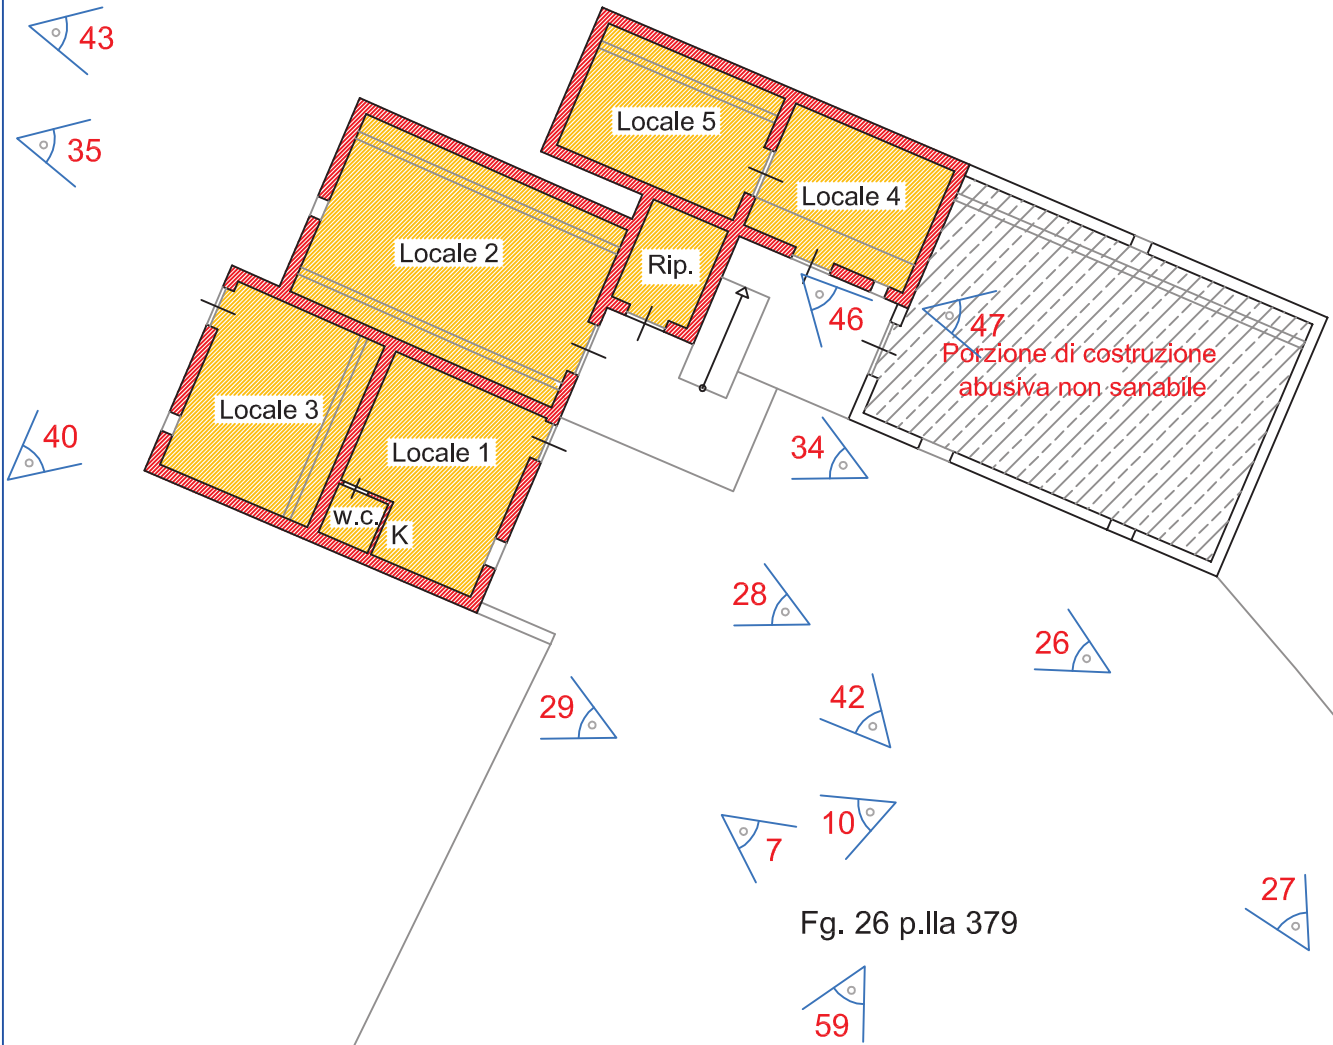 43
35
Locale 5
Locale 4
Locale 2
Rip.
46
47
Porzione di costruzione
abusiva non sanabile
Locale 3
40
Locale 1
34
w.c.
K
28
26
29
42
10
7
27
Fg. 26 p.lla 379
59